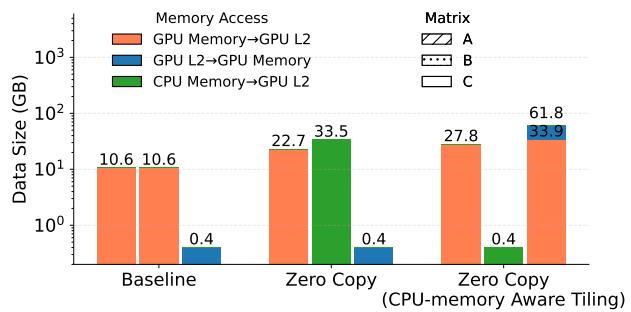 Memory Access
GPU Memory→GPU L2
GPU L2→GPU Memory
CPU Memory→GPU L2
Matrix
A
B
C
Data Size (GB)
10³
10²
10¹
10⁰
10.6 10.6 0.4
22.7 33.5 0.4
27.8 0.4 61.8
33.9
Baseline
Zero Copy
Zero Copy
(CPU-memory Aware Tiling)